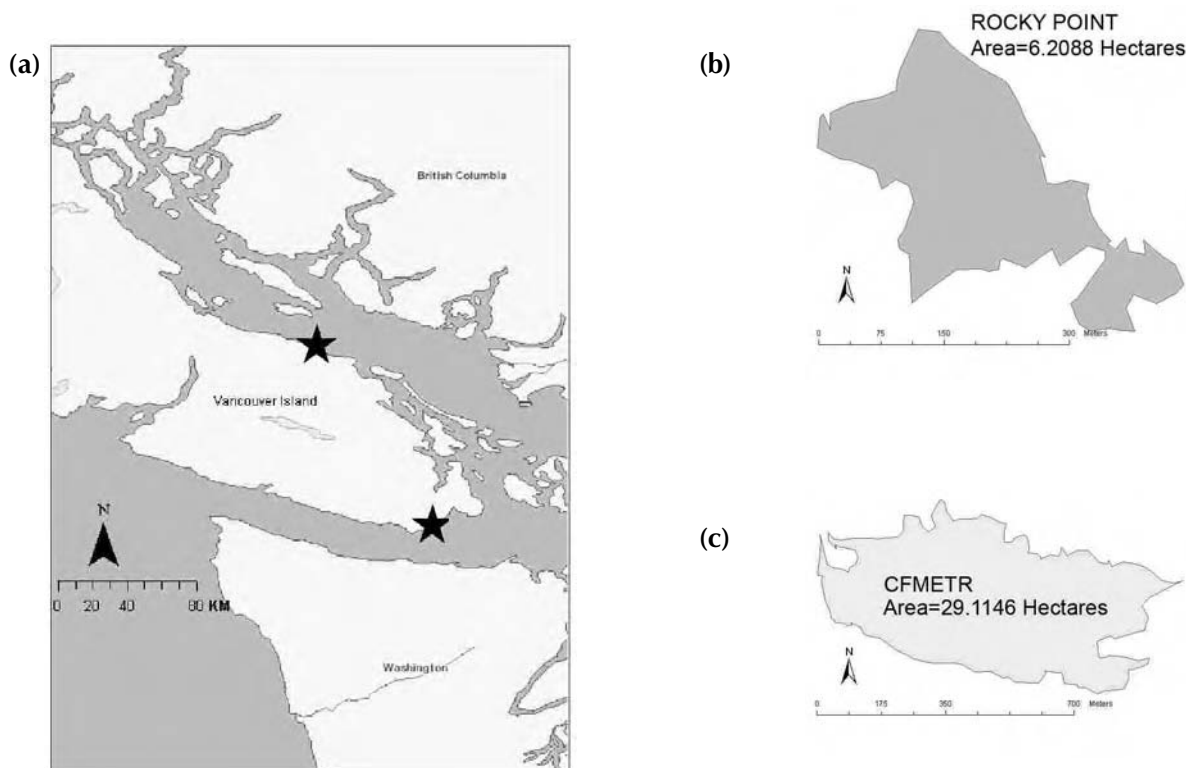 (a)
British Columbia
Vancouver Island
N
0 20 40 80 KM
Washington
(b)
ROCKY POINT
Area=6.2088 Hectares
N
0 75 150 300 Meters
(c)
CFMETR
Area=29.1146 Hectares
N
0 175 350 700 Meters